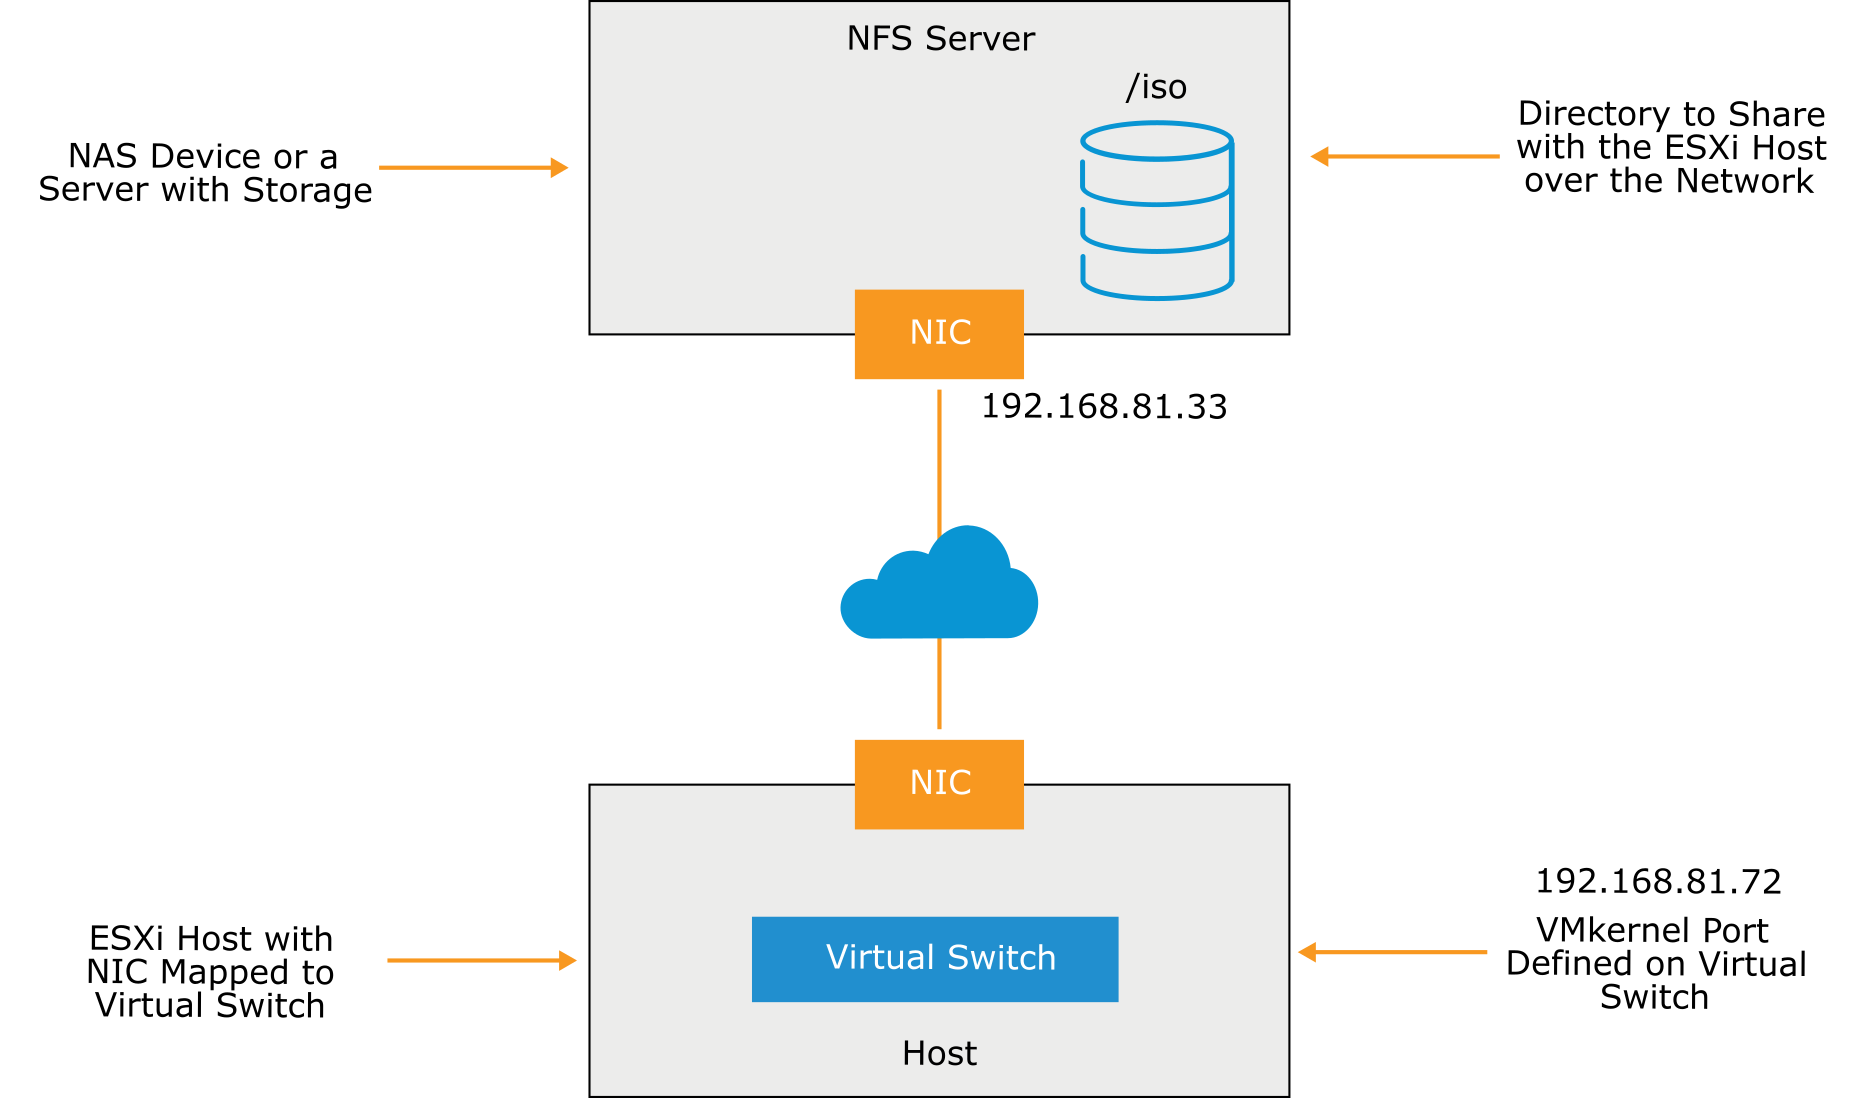 NFS Server
/iso
NAS Device or a
Server with Storage
Directory to Share
with the ESXi Host
over the Network
NIC
192.168.81.33
NIC
ESXi Host with
NIC Mapped to
Virtual Switch
Virtual Switch
192.168.81.72
VMkernel Port
Defined on Virtual
Switch
Host